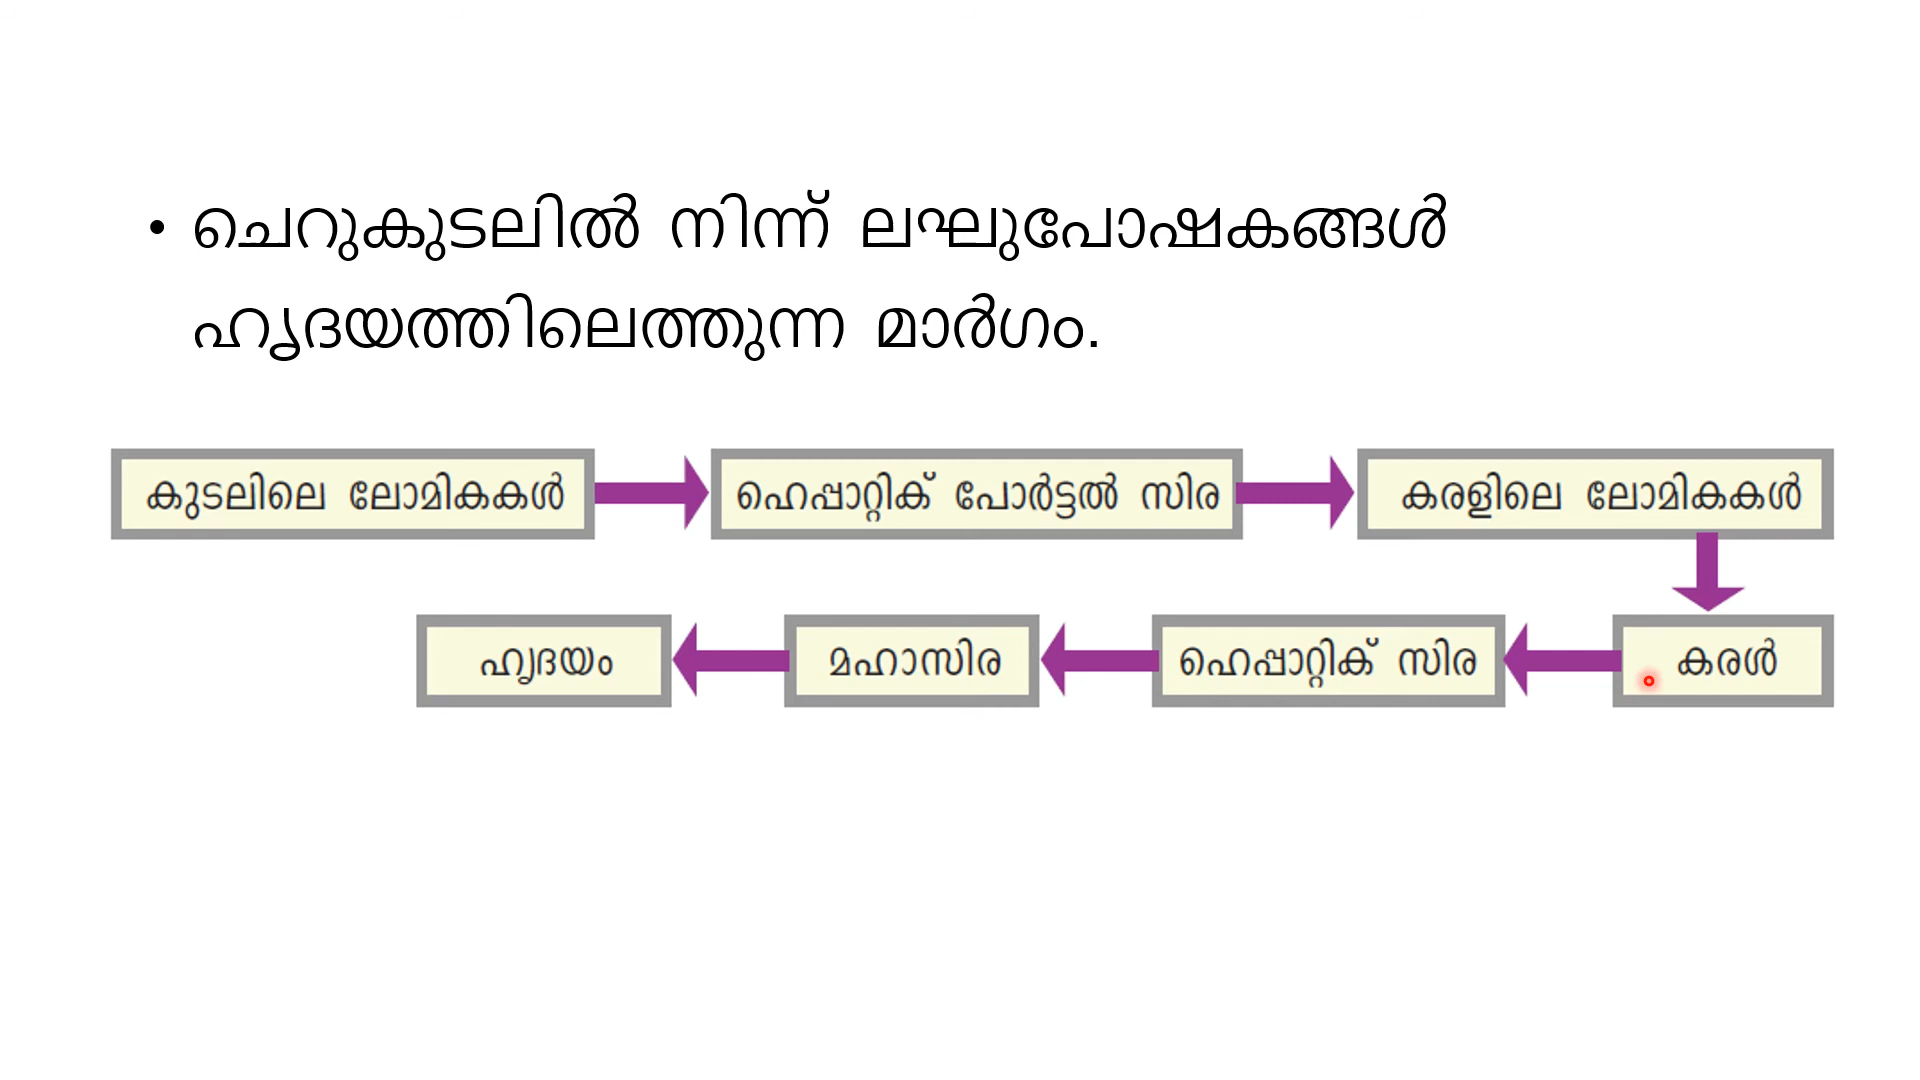 • ചെറുകുടലിൽ നിന്ന് ലഘുപോഷകങ്ങൾ
ഹൃദയത്തിലെത്തുന്ന മാർഗം.
കുടലിലെ ലോമികകൾ
ഹെപ്പാറ്റിക് പോർട്ടൽ സിര
കരളിലെ ലോമികകൾ
കരൾ
ഹെപ്പാറ്റിക് സിര
മഹാസിര
ഹൃദയം